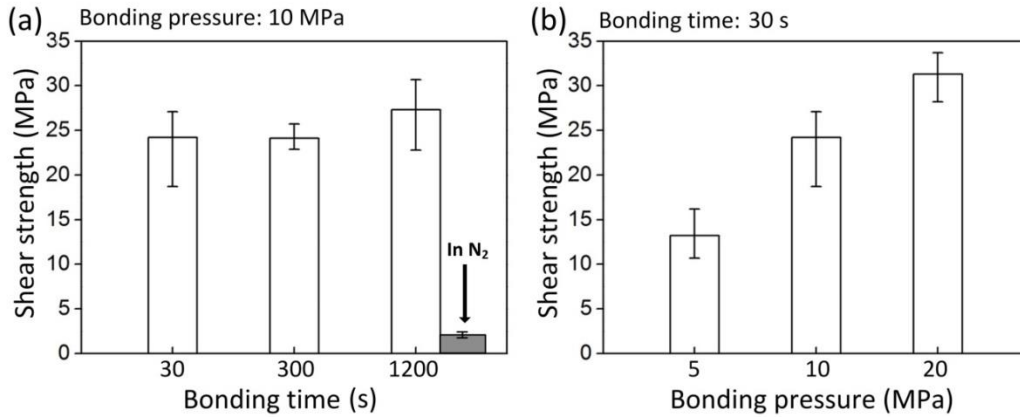 (a) Bonding pressure: 10 MPa
Shear strength (MPa)
35
30
25
20
15
10
5
0
In N₂
30 300 1200
Bonding time (s)
(b) Bonding time: 30 s
Shear strength (MPa)
35
30
25
20
15
10
5
0
5 10 20
Bonding pressure (MPa)